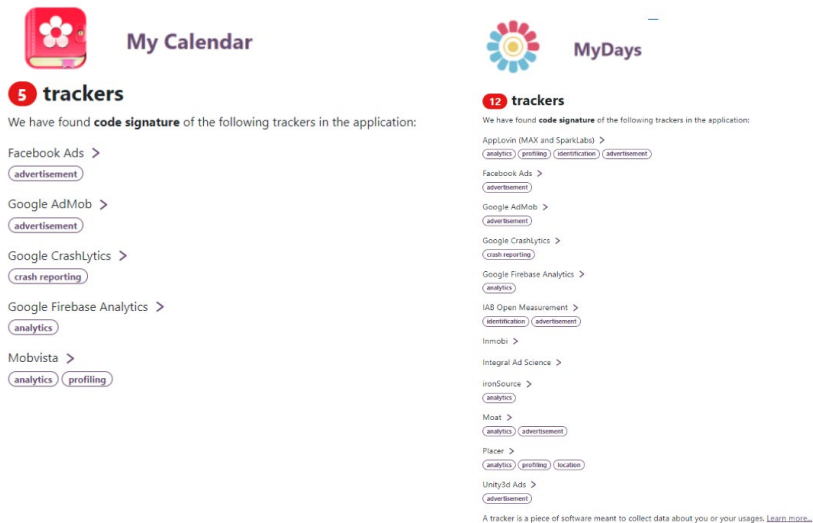 My Calendar
5 trackers
We have found code signature of the following trackers in the application:
Facebook Ads >
advertisement
Google AdMob >
advertisement
Google CrashLytics >
crash reporting
Google Firebase Analytics >
analytics
Mobvista >
analytics profiling
MyDays
12 trackers
We have found code signature of the following trackers in the application:
AppLovin (MAX and SparkLabs) >
analytics profiling identification advertisement
Facebook Ads >
advertisement
Google AdMob >
advertisement
Google CrashLytics >
crash reporting
Google Firebase Analytics >
analytics
IAB Open Measurement >
identification advertisement
Inmobi >
Integral Ad Science >
ironSource >
analytics
Moat >
analytics advertisement
Placer >
analytics profiling location
Unity3d Ads >
advertisement
A tracker is a piece of software meant to collect data about you or your usages. Learn more...